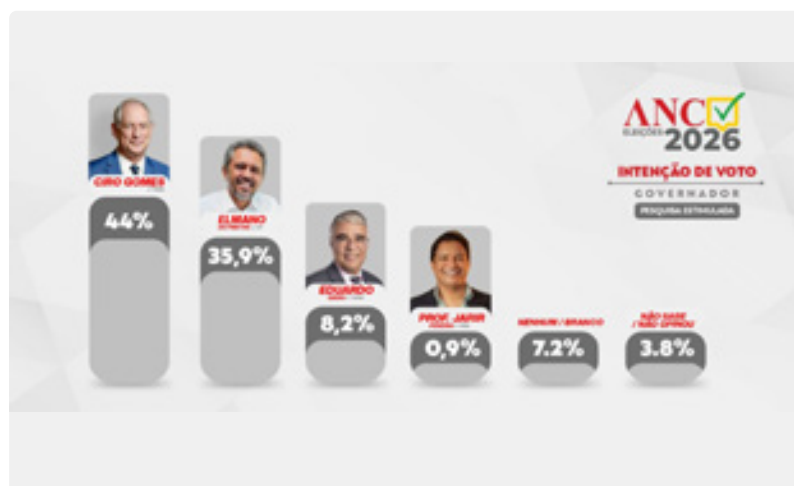 ANC
ELEIÇÕES 2026
INTENÇÃO DE VOTO
GOVERNADOR
PESQUISA ESTIMULADA
CIRO GOMES
44%
ELMANO
35,9%
EDUARDO
8,2%
PROF. JARIR
0,9%
NENHUM / BRANCO
7.2%
NÃO SABE
/ NÃO OPINOU
3.8%